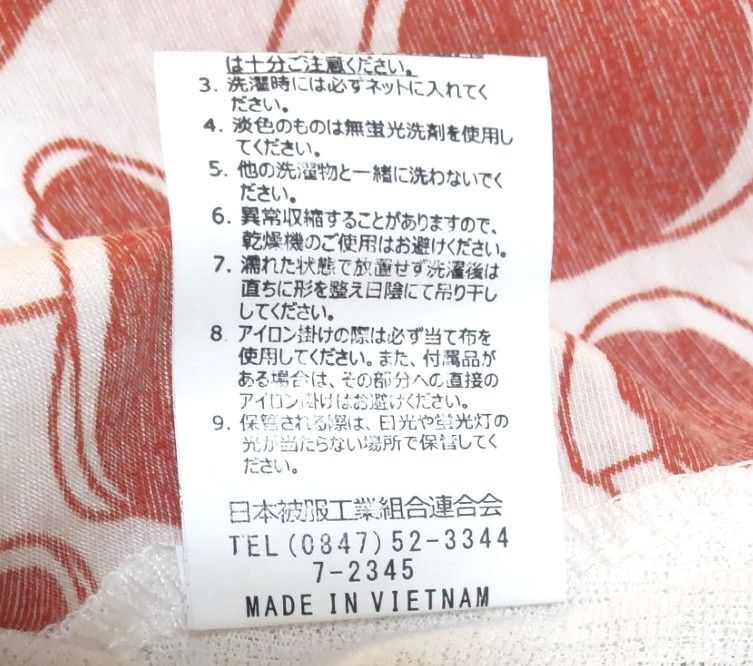 は十分ご注意ください。
3. 洗濯時には必ずネットに入れてく
ださい。
4. 淡色のものは無蛍光洗剤を使用し
てください。
5. 他の洗濯物と一緒に洗わないでく
ださい。
6. 異常収縮することがありますので、
乾燥機のご使用はお避けください。
7. 濡れた状態で放置せず洗濯後は
直ちに形を整え日陰にて吊り干し
してください。
8. アイロン掛けの際は必ず当て布を
使用してください。また、付属品が
ある場合は、その部分への直接の
アイロン掛けはお避けください。
9. 保管される際は、日光や蛍光灯の
光が当たらない場所で保管してく
ださい。
日本被服工業組合連合会
TEL(0847)52-3344
7-2345
MADE IN VIETNAM